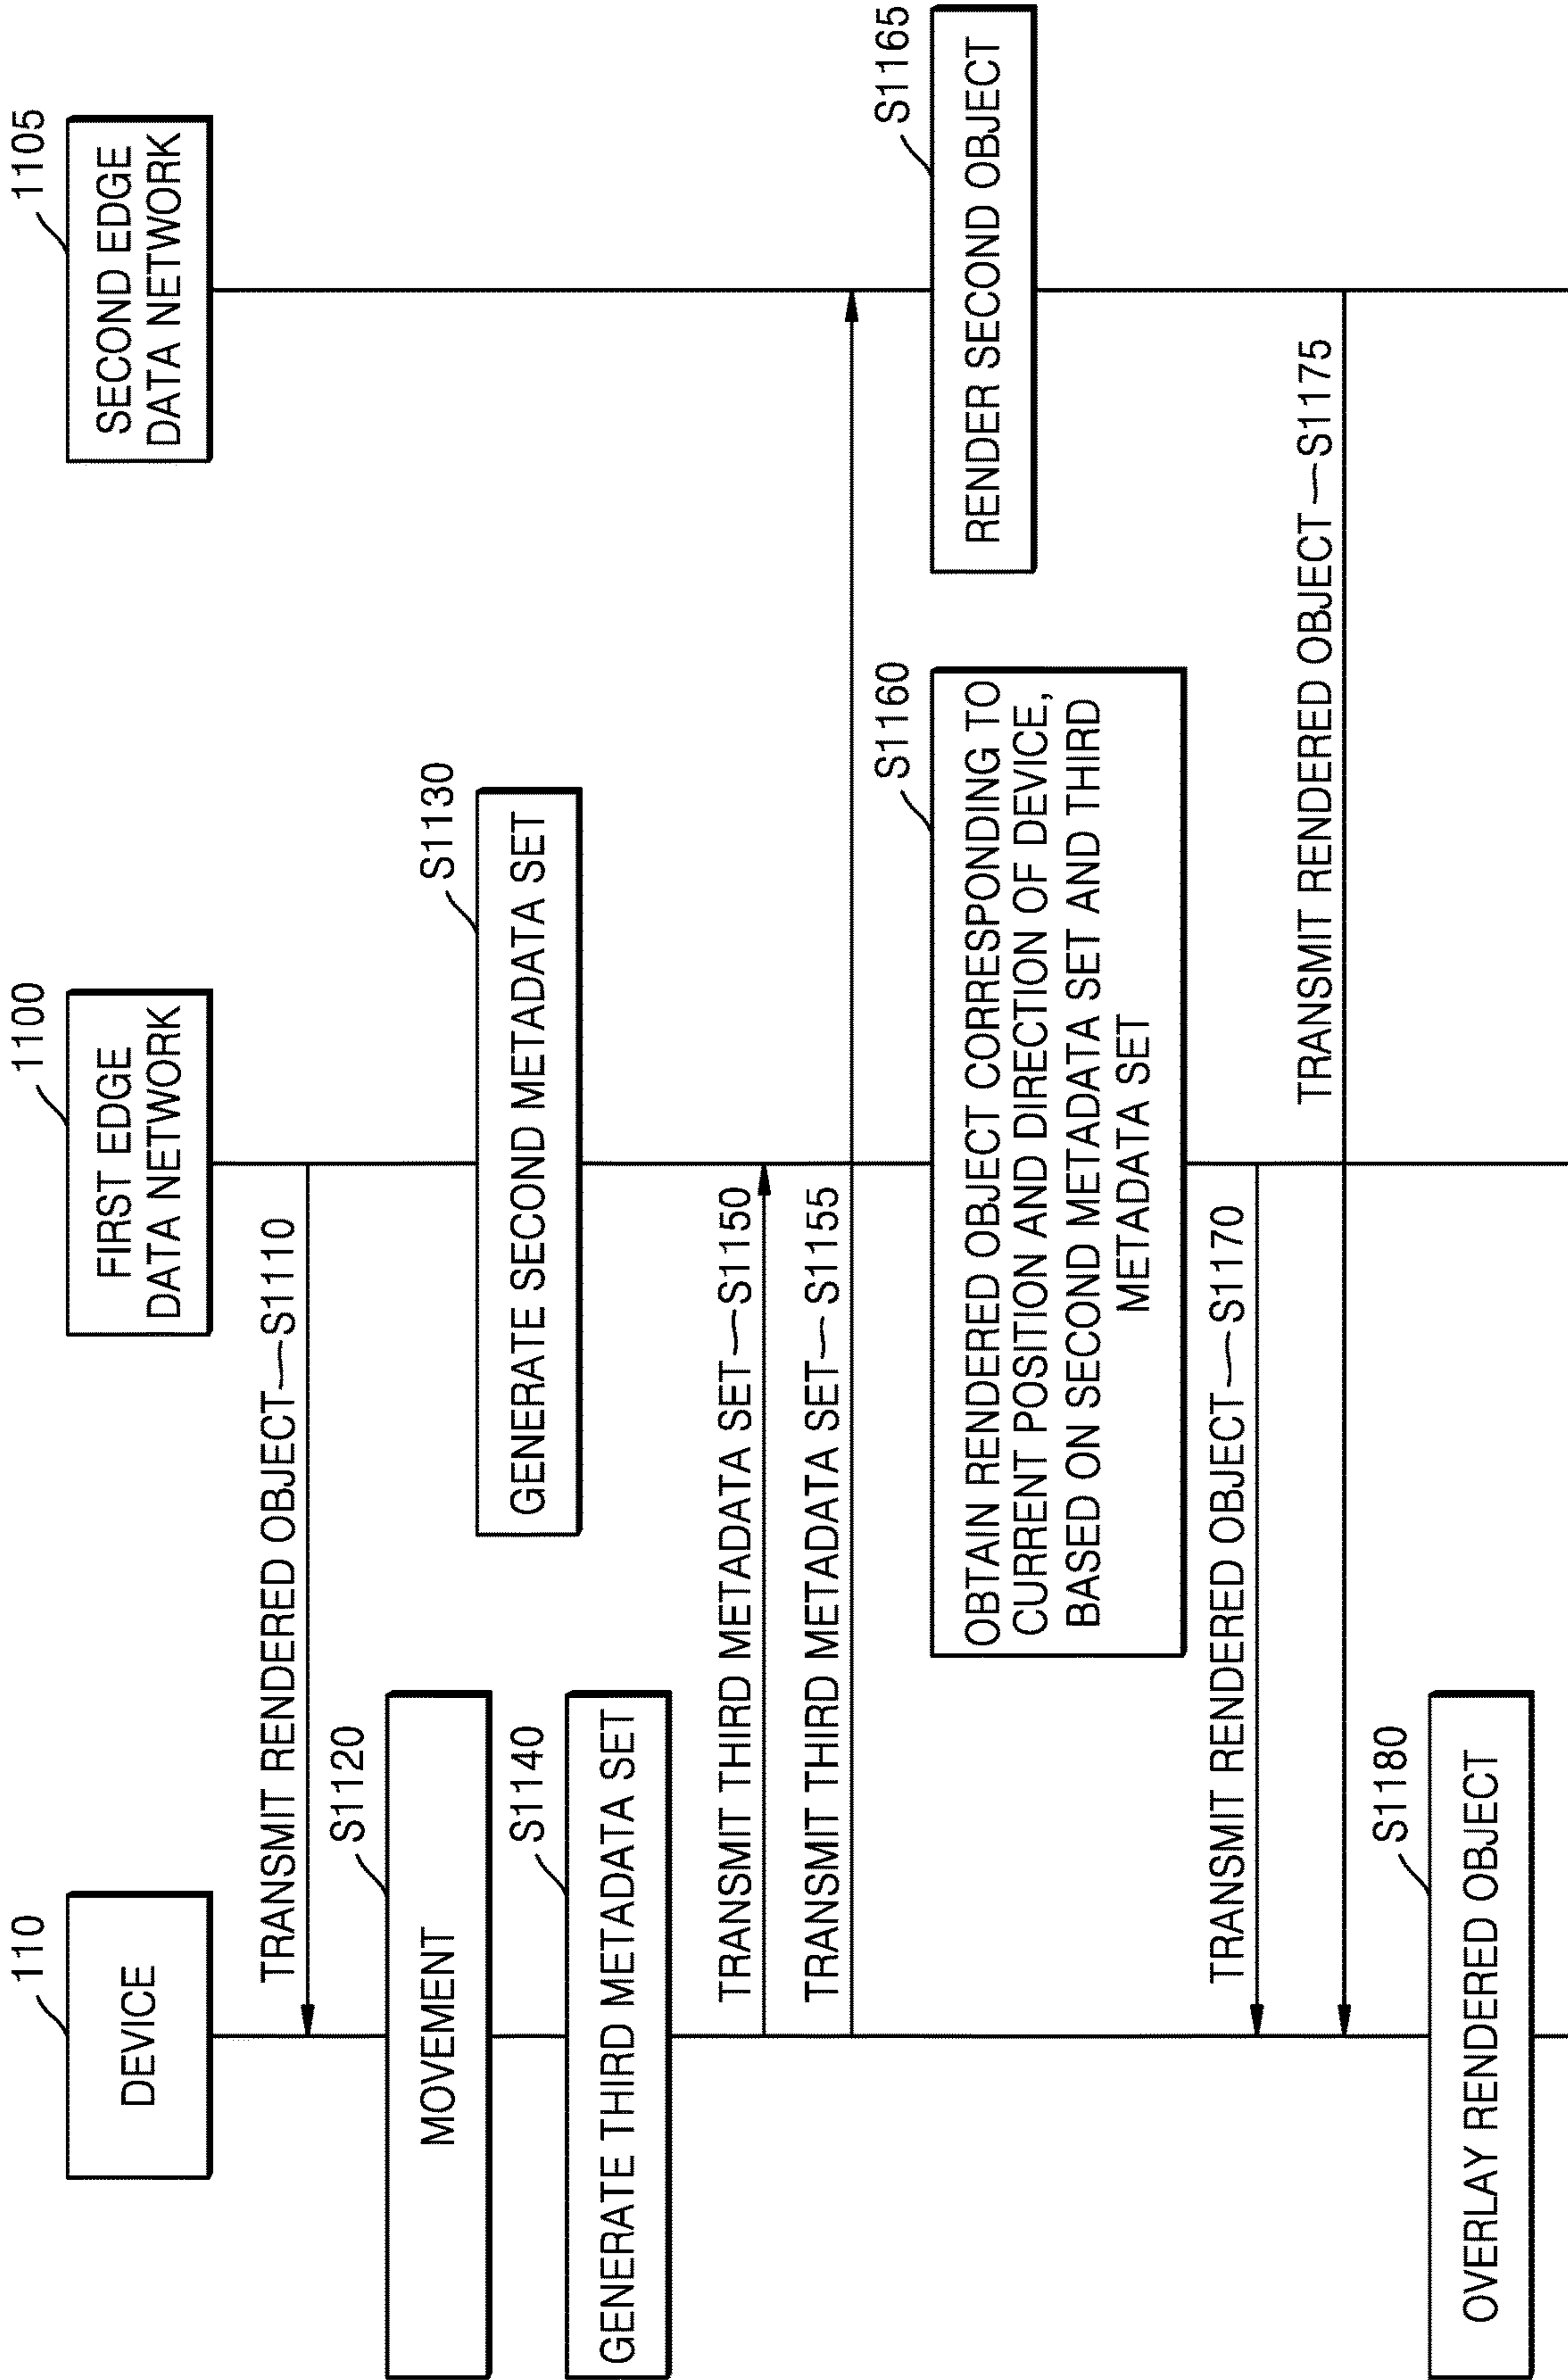 110
DEVICE
1100
FIRST EDGE
DATA NETWORK
1105
SECOND EDGE
DATA NETWORK
TRANSMIT RENDERED OBJECT
S1110
S1120
MOVEMENT
S1130
GENERATE SECOND METADATA SET
S1140
GENERATE THIRD METADATA SET
TRANSMIT THIRD METADATA SET
S1150
TRANSMIT THIRD METADATA SET
S1155
S1160
OBTAIN RENDERED OBJECT CORRESPONDING TO
CURRENT POSITION AND DIRECTION OF DEVICE,
BASED ON SECOND METADATA SET AND THIRD
METADATA SET
S1165
RENDER SECOND OBJECT
TRANSMIT RENDERED OBJECT
S1170
TRANSMIT RENDERED OBJECT
S1175
S1180
OVERLAY RENDERED OBJECT